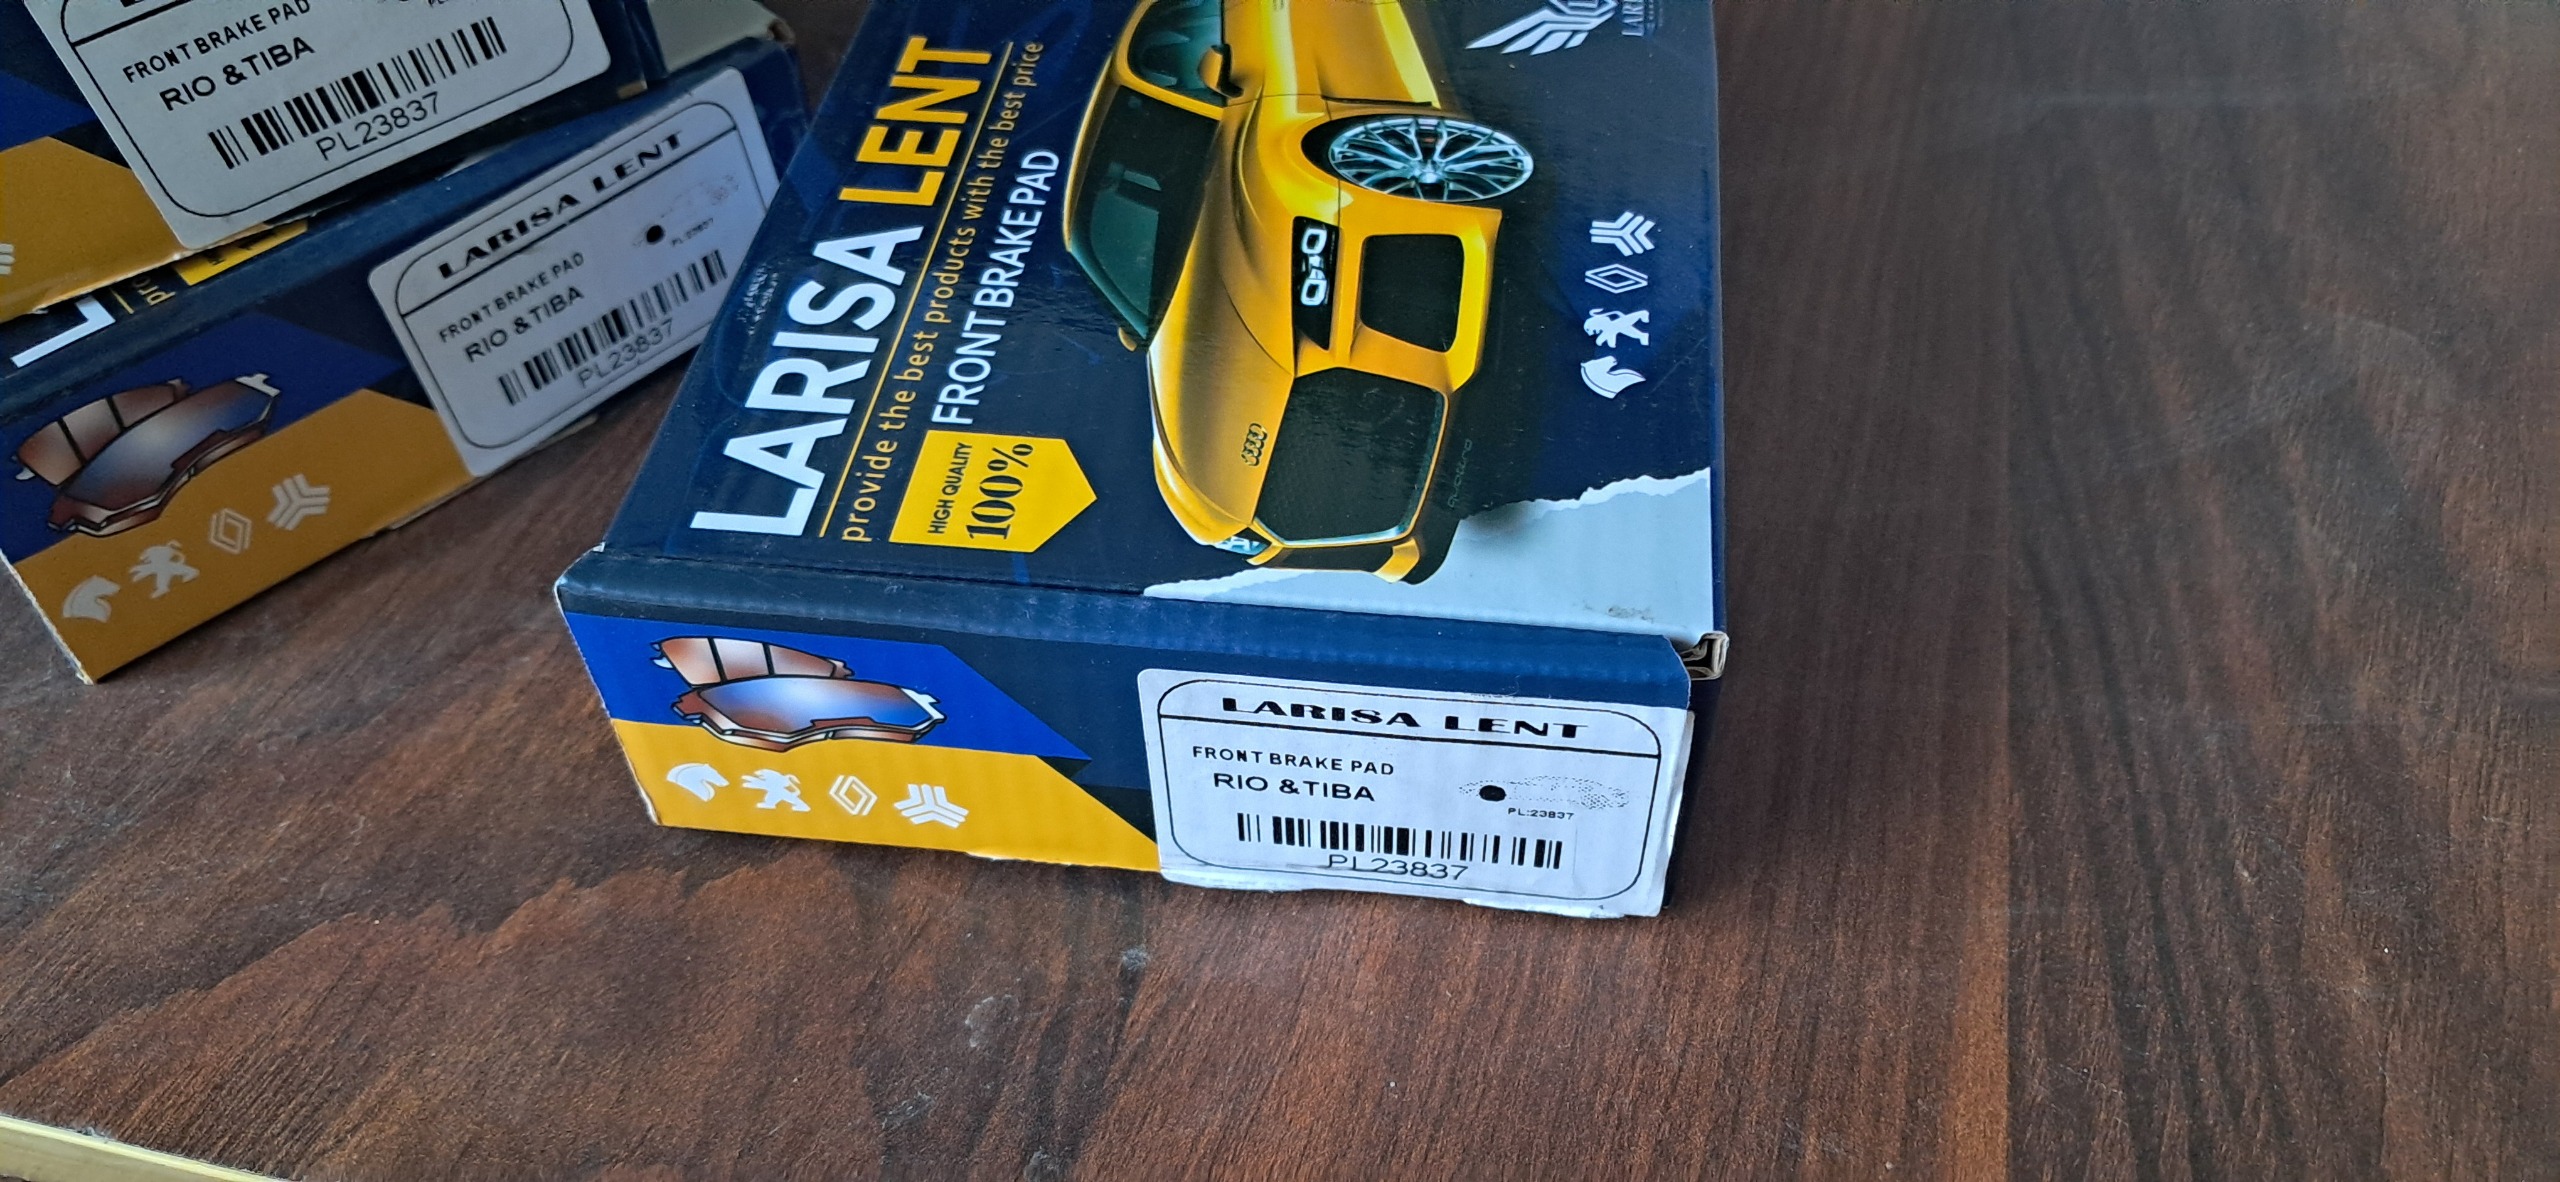 FRONT BRAKE PAD
RIO &TIBA
PL23837
LARISA LENT
FRONT BRAKE PAD
RIO &TIBA
PL:23837
PL23837
LARISA LENT
provide the best products with the best price
FRONT BRAKE PAD
HIGH QUALITY
100%
LARISA LENT
FRONT BRAKE PAD
RIO &TIBA
PL:23837
PL23837